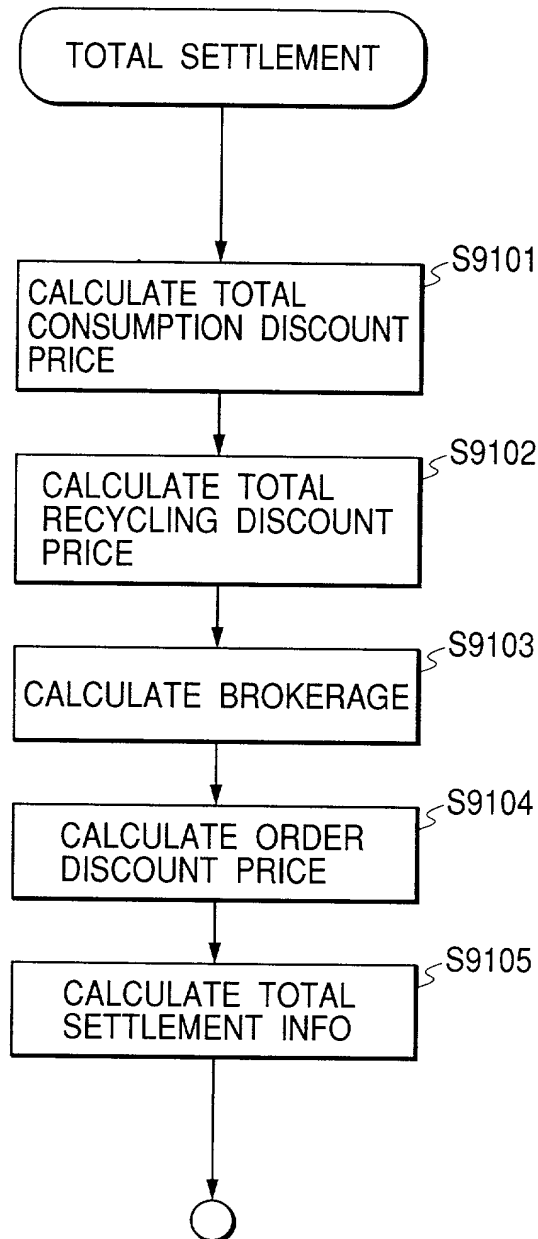 TOTAL SETTLEMENT
S9101
CALCULATE TOTAL
CONSUMPTION DISCOUNT
PRICE
S9102
CALCULATE TOTAL
RECYCLING DISCOUNT
PRICE
S9103
CALCULATE BROKERAGE
S9104
CALCULATE ORDER
DISCOUNT PRICE
S9105
CALCULATE TOTAL
SETTLEMENT INFO